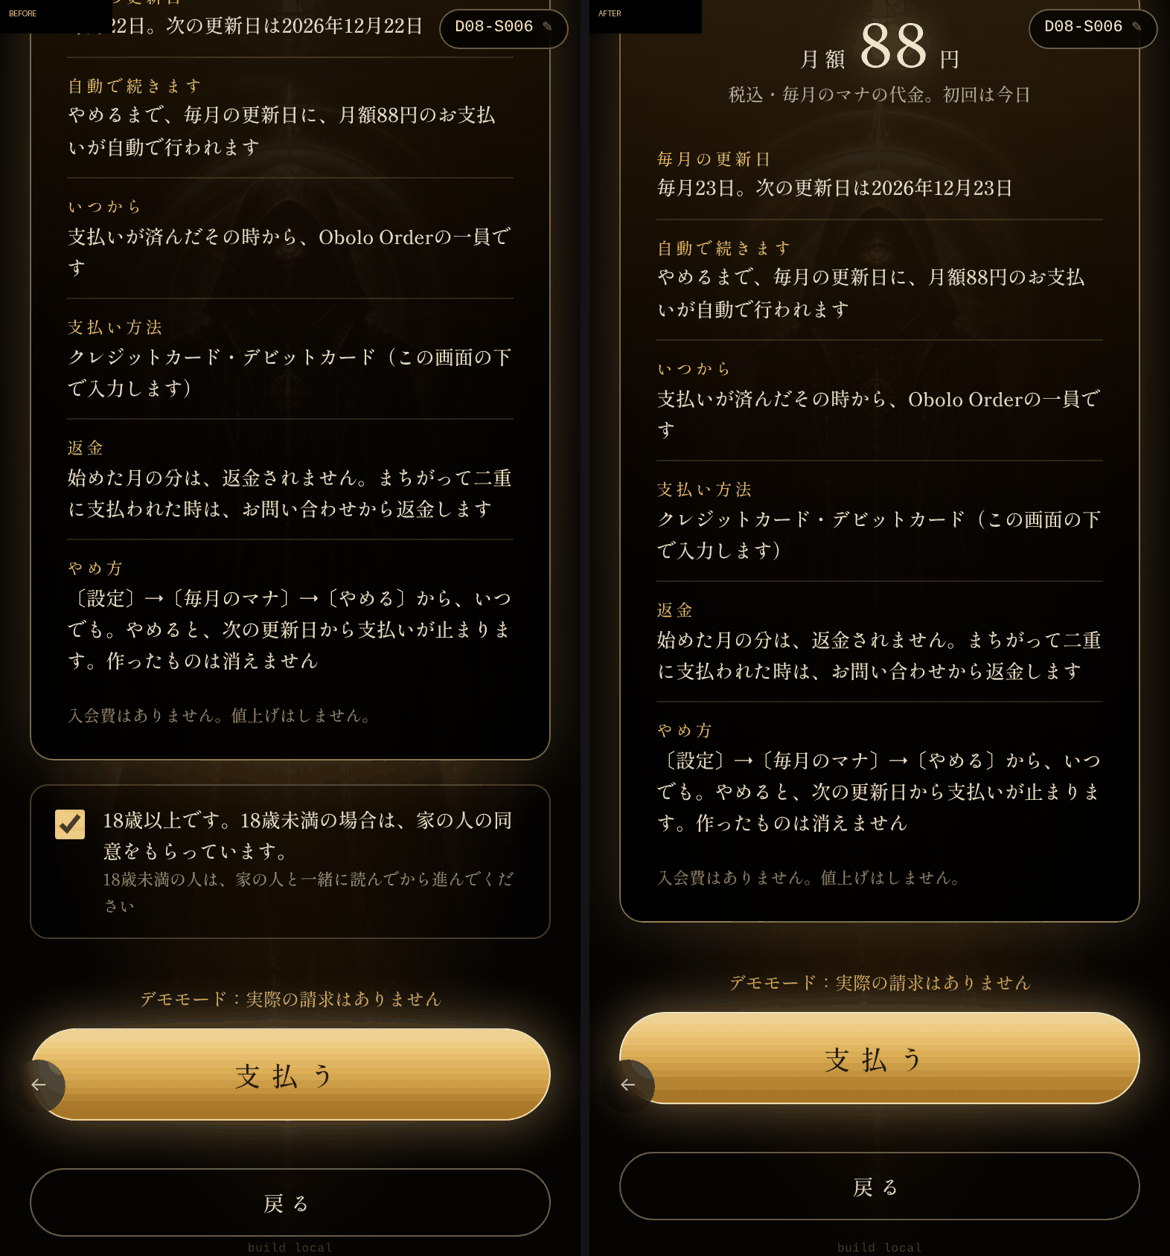 BEFORE
22日。次の更新日は2026年12月22日
D08-S006 ✎
自動で続きます
やめるまで、毎月の更新日に、月額88円のお支払
いが自動で行われます
いつから
支払いが済んだその時から、Obolo Orderの一員で
す
支払い方法
クレジットカード・デビットカード（この画面の下
で入力します）
返金
始めた月の分は、返金されません。まちがって二重
に支払われた時は、お問い合わせから返金します
やめ方
〔設定〕→〔毎月のマナ〕→〔やめる〕から、いつ
でも。やめると、次の更新日から支払いが止まりま
す。作ったものは消えません
入会費はありません。値上げはしません。
18歳以上です。18歳未満の場合は、家の人の同
意をもらっています。
18歳未満の人は、家の人と一緒に読んでから進んでくだ
さい
デモモード：実際の請求はありません
支払う
←
戻る
build local
AFTER
D08-S006 ✎
月額 88 円
税込・毎月のマナの代金。初回は今日
毎月の更新日
毎月23日。次の更新日は2026年12月23日
自動で続きます
やめるまで、毎月の更新日に、月額88円のお支払
いが自動で行われます
いつから
支払いが済んだその時から、Obolo Orderの一員で
す
支払い方法
クレジットカード・デビットカード（この画面の下
で入力します）
返金
始めた月の分は、返金されません。まちがって二重
に支払われた時は、お問い合わせから返金します
やめ方
〔設定〕→〔毎月のマナ〕→〔やめる〕から、いつ
でも。やめると、次の更新日から支払いが止まりま
す。作ったものは消えません
入会費はありません。値上げはしません。
デモモード：実際の請求はありません
支払う
←
戻る
build local